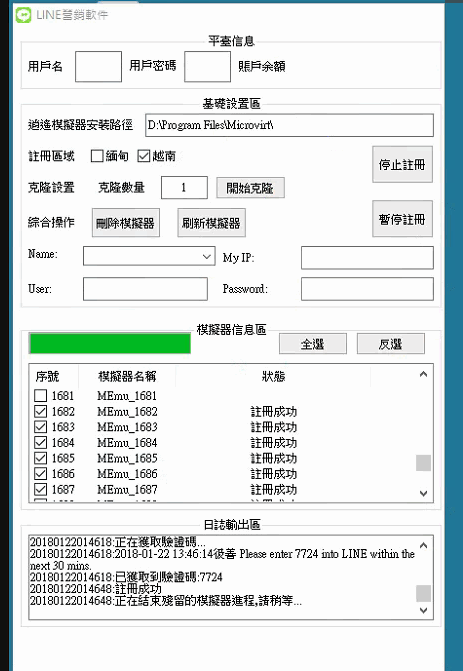 LINE營銷軟件
平臺信息
用戶名 用戶密碼 賬戶余額
基礎設置區
逍遙模擬器安裝路徑 D:\Program Files\Microvirt\
註冊區域 緬甸 越南
停止註冊
克隆設置 克隆數量 1 開始克隆
綜合操作 刪除模擬器 刷新模擬器 暫停註冊
Name: My IP:
User: Password:
模擬器信息區
全選 反選
序號 模擬器名稱 狀態
1681 MEmu_1681
1682 MEmu_1682 註冊成功
1683 MEmu_1683 註冊成功
1684 MEmu_1684 註冊成功
1685 MEmu_1685 註冊成功
1686 MEmu_1686 註冊成功
1687 MEmu_1687 註冊成功
日誌輸出區
20180122014618:正在獲取驗證碼...
20180122014618:2018-01-22 13:46:14後善 Please enter 7724 into LINE within the
next 30 mins.
20180122014618:已獲取到驗證碼:7724
20180122014648:註冊成功
20180122014648:正在結束殘留的模擬器進程,請稍等...